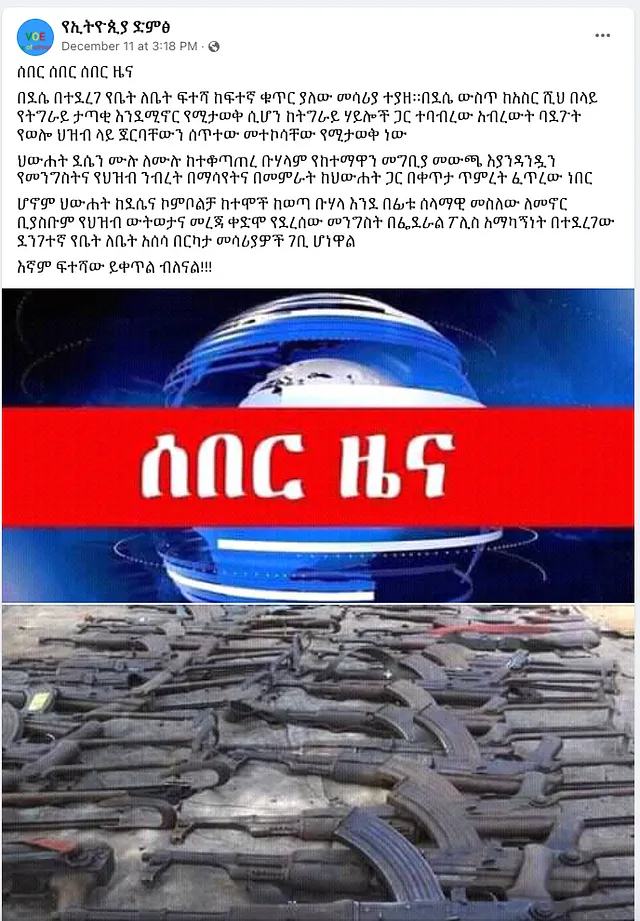 VOE
የኢትዮጲያ ድምፅ
December 11 at 3:18 PM ·
ሰበር ሰበር ሰበር ዜና
በደሴ በተደረገ የቤት ለቤት ፍተሻ ከፍተኛ ቁጥር ያለው መሳሪያ ተያዘ፡፡በደሴ ውስጥ ከአስር ሺህ በላይ
የትግራይ ታጣቂ እንደሚኖር የሚታወቅ ሲሆን ከትግራይ ሃይሎች ጋር ተባብረው አብረውት ባደጉት
የወሎ ህዝብ ላይ ጀርባቸውን ሰጥተው መተኮሳቸው የሚታወቅ ነው
ህውሐት ደሴን ሙሉ ለሙሉ ከተቆጣጠረ ቡሃላም የከተማዋን መግቢያ መውጫ እያንዳንዷን
የመንግስትና የህዝብ ንብረት በማሳየትና በመምራት ከህውሐት ጋር በቀጥታ ጥምረት ፈጥረው ነበር
ሆኖም ህውሐት ከደሴና ኮምቦልቻ ከተሞች ከወጣ ቡሃላ እንደ በፊቱ ሰላማዊ መስለው ለመኖር
ቢያስቡም የህዝብ ውትወታና መረጃ ቀድሞ የደረሰው መንግስት በፌደራል ፖሊስ አማካኝነት በተደረገው
ድንገተኛ የቤት ለቤት አሰሳ በርካታ መሳሪያዎች ገቢ ሆነዋል
እኛም ፍተሻው ይቀጥል ብለናል!!!
ሰበር ዜና